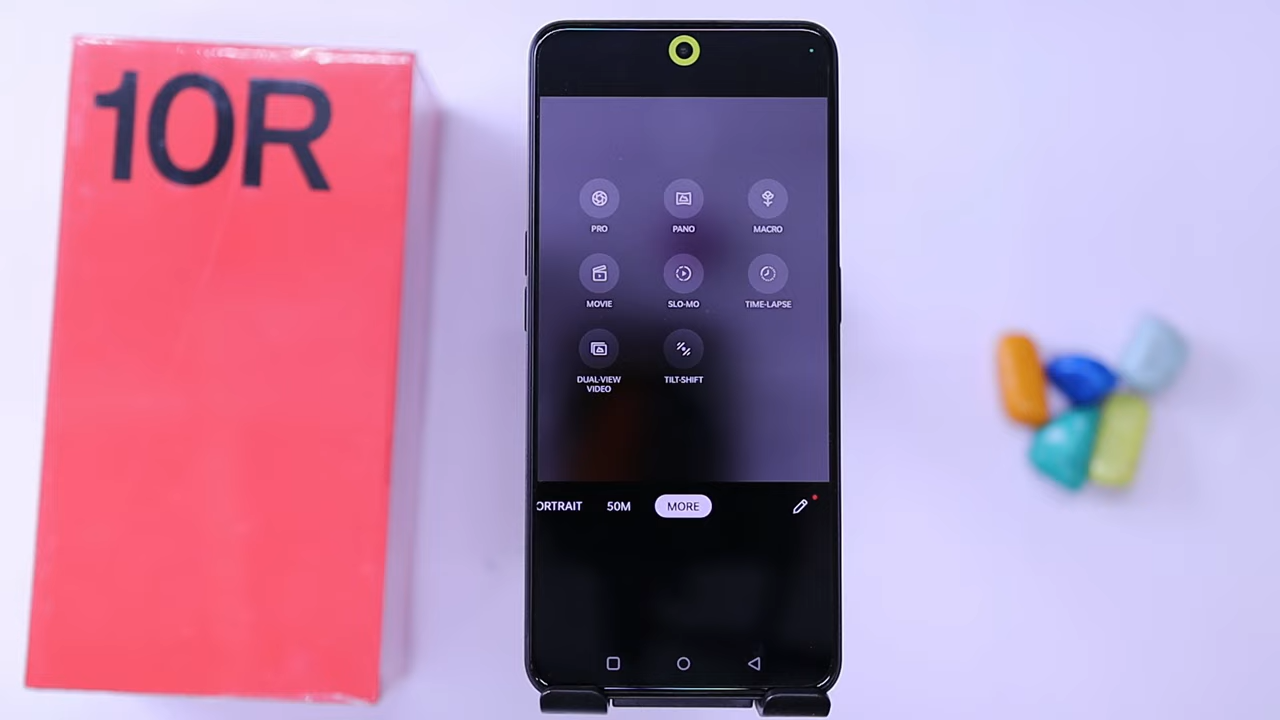 10R
PRO
PANO
MACRO
MOVIE
SLO-MO
TIME-LAPSE
DUAL-VIEW
VIDEO
TILT-SHIFT
ORTRAIT
50M
MORE